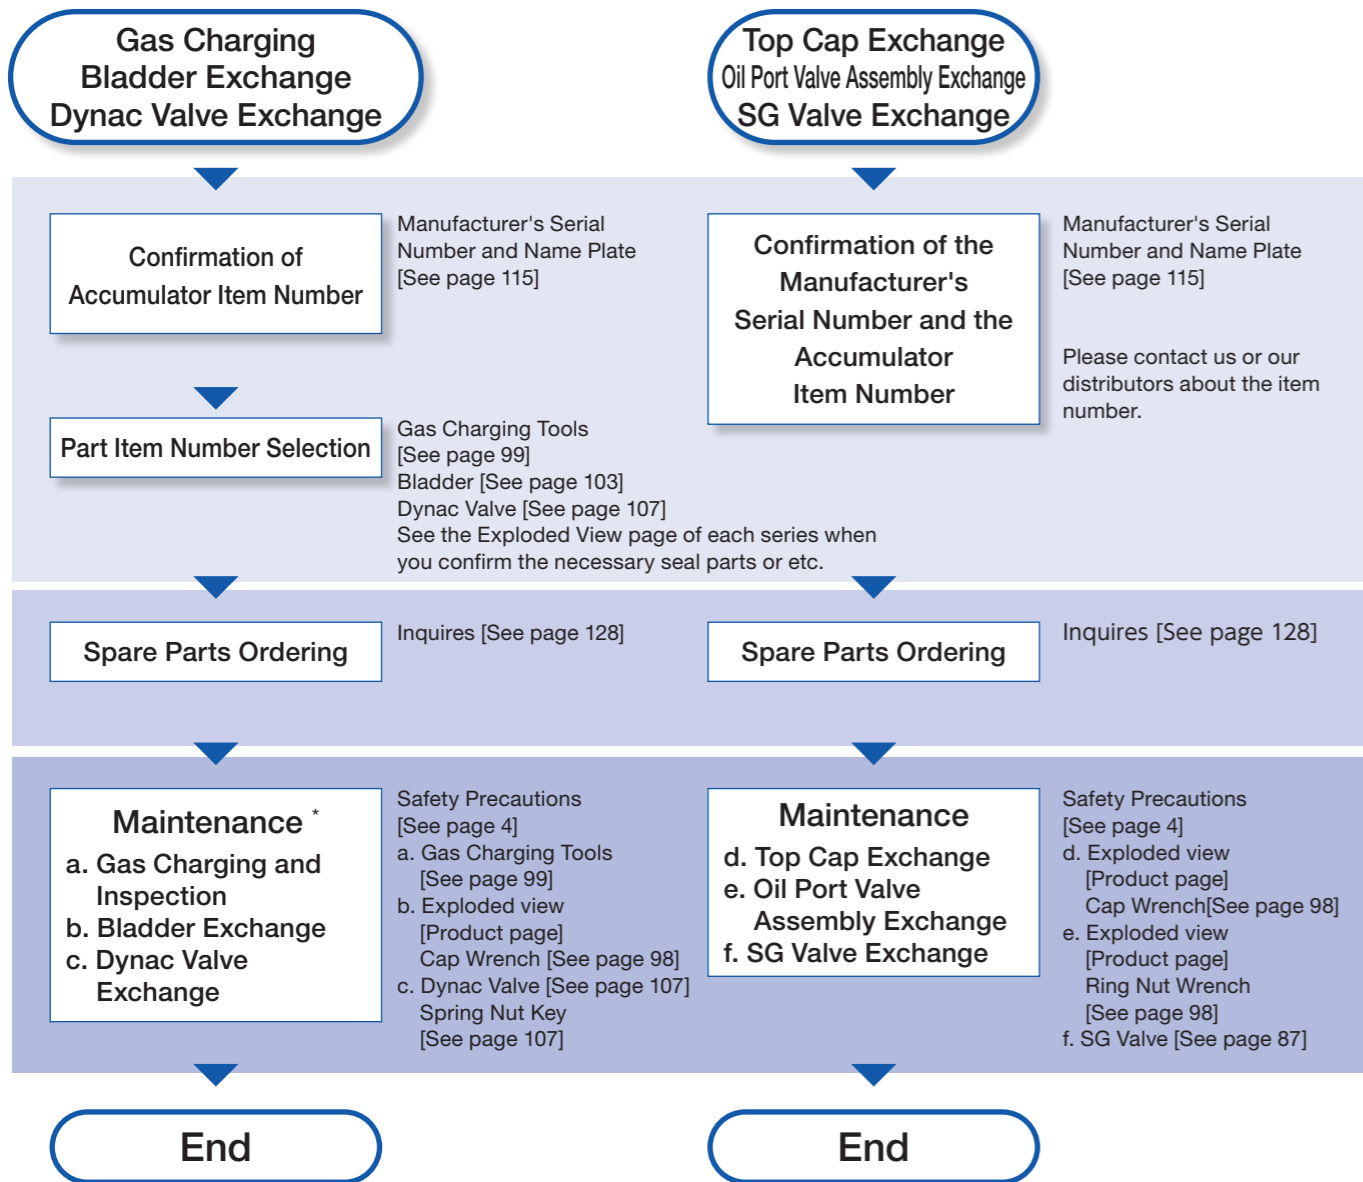 Gas Charging
Bladder Exchange
Dynac Valve Exchange
Confirmation of
Accumulator Item Number
Manufacturer's Serial
Number and Name Plate
[See page 115]
Part Item Number Selection
Gas Charging Tools
[See page 99]
Bladder [See page 103]
Dynac Valve [See page 107]
See the Exploded View page of each series when
you confirm the necessary seal parts or etc.
Spare Parts Ordering
Inquires [See page 128]
Maintenance *
a. Gas Charging and
Inspection
b. Bladder Exchange
c. Dynac Valve
Exchange
Safety Precautions
[See page 4]
a. Gas Charging Tools
[See page 99]
b. Exploded view
[Product page]
Cap Wrench [See page 98]
c. Dynac Valve [See page 107]
Spring Nut Key
[See page 107]
End
Top Cap Exchange
Oil Port Valve Assembly Exchange
SG Valve Exchange
Confirmation of the
Manufacturer's
Serial Number and the
Accumulator
Item Number
Manufacturer's Serial
Number and Name Plate
[See page 115]
Please contact us or our
distributors about the item
number.
Spare Parts Ordering
Inquires [See page 128]
Maintenance
d. Top Cap Exchange
e. Oil Port Valve
Assembly Exchange
f. SG Valve Exchange
Safety Precautions
[See page 4]
d. Exploded view
[Product page]
Cap Wrench[See page 98]
e. Exploded view
[Product page]
Ring Nut Wrench
[See page 98]
f. SG Valve [See page 87]
End